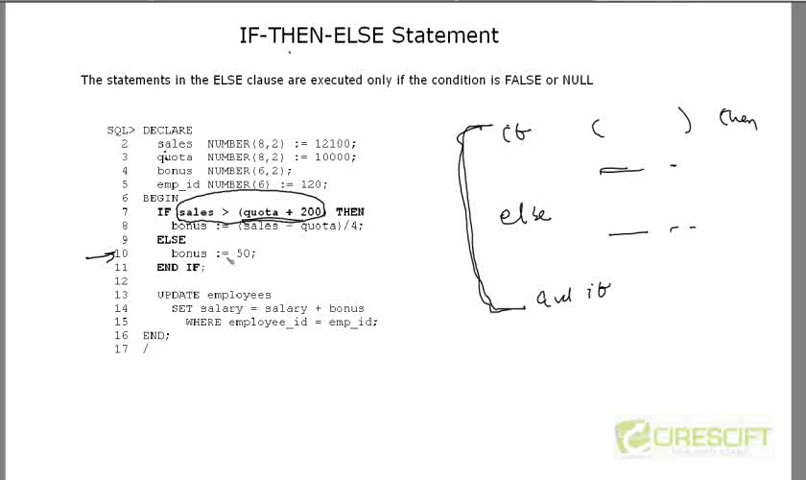 IF-THEN-ELSE Statement
The statements in the ELSE clause are executed only if the condition is FALSE or NULL
SQL> DECLARE
2 sales NUMBER(8,2) := 12100;
3 quota NUMBER(8,2) := 10000;
4 bonus NUMBER(6,2);
5 emp_id NUMBER(6) := 120;
6 BEGIN
7 IF sales > (quota + 200) THEN
8 bonus := (sales - quota)/4;
9 ELSE
10 bonus := 50;
11 END IF;
12
13 UPDATE employees
14 SET salary = salary + bonus
15 WHERE employee_id = emp_id;
16 END;
17 /
if ( ) then
else
end if
CIRESCIFT